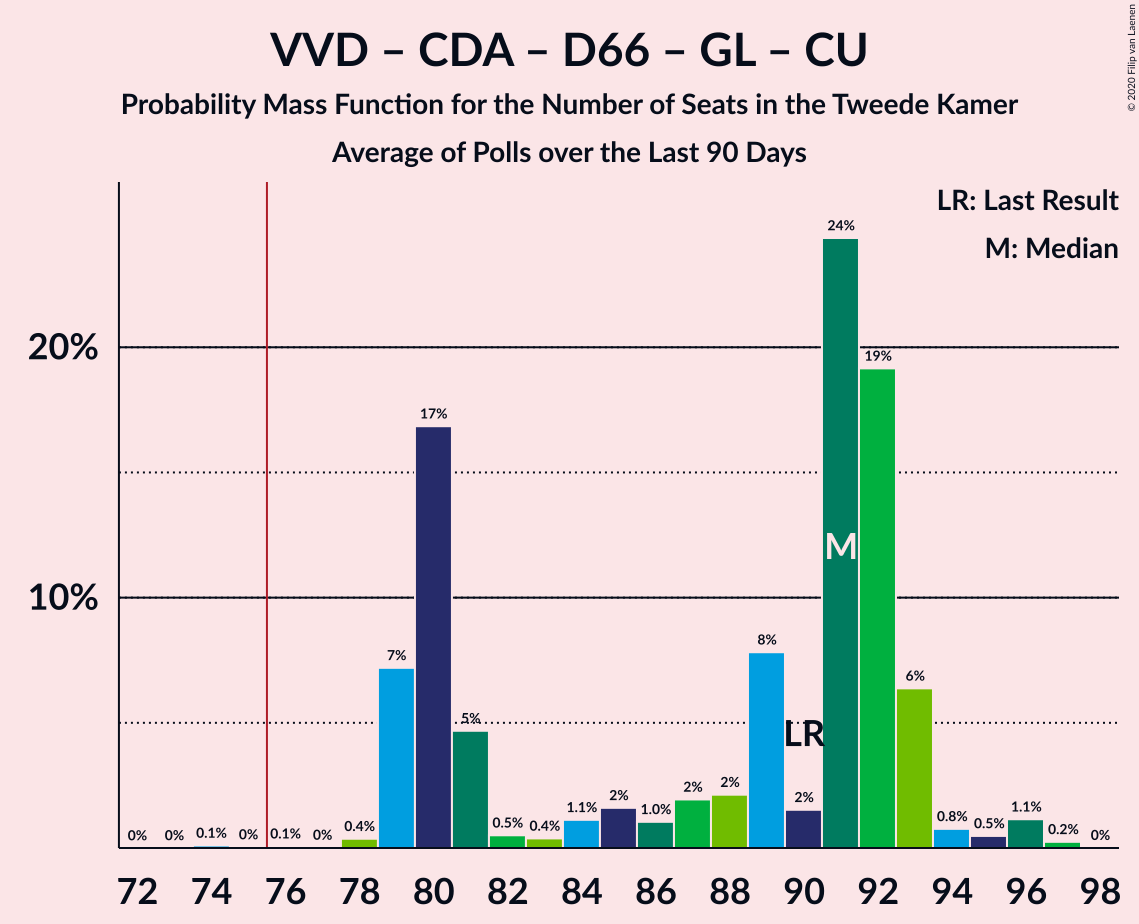 VVD – CDA – D66 – GL – CU
Probability Mass Function for the Number of Seats in the Tweede Kamer
Average of Polls over the Last 90 Days
© 2020 Filip van Laenen
LR: Last Result
M: Median
20%
10%
0% 0% 0.1% 0% 0.1% 0% 0.4% 7% 17% 5% 0.5% 0.4% 1.1% 2% 1.0% 2% 2% 8% 2% 24% 19% 6% 0.8% 0.5% 1.1% 0.2% 0%
LR
M
72 74 76 78 80 82 84 86 88 90 92 94 96 98